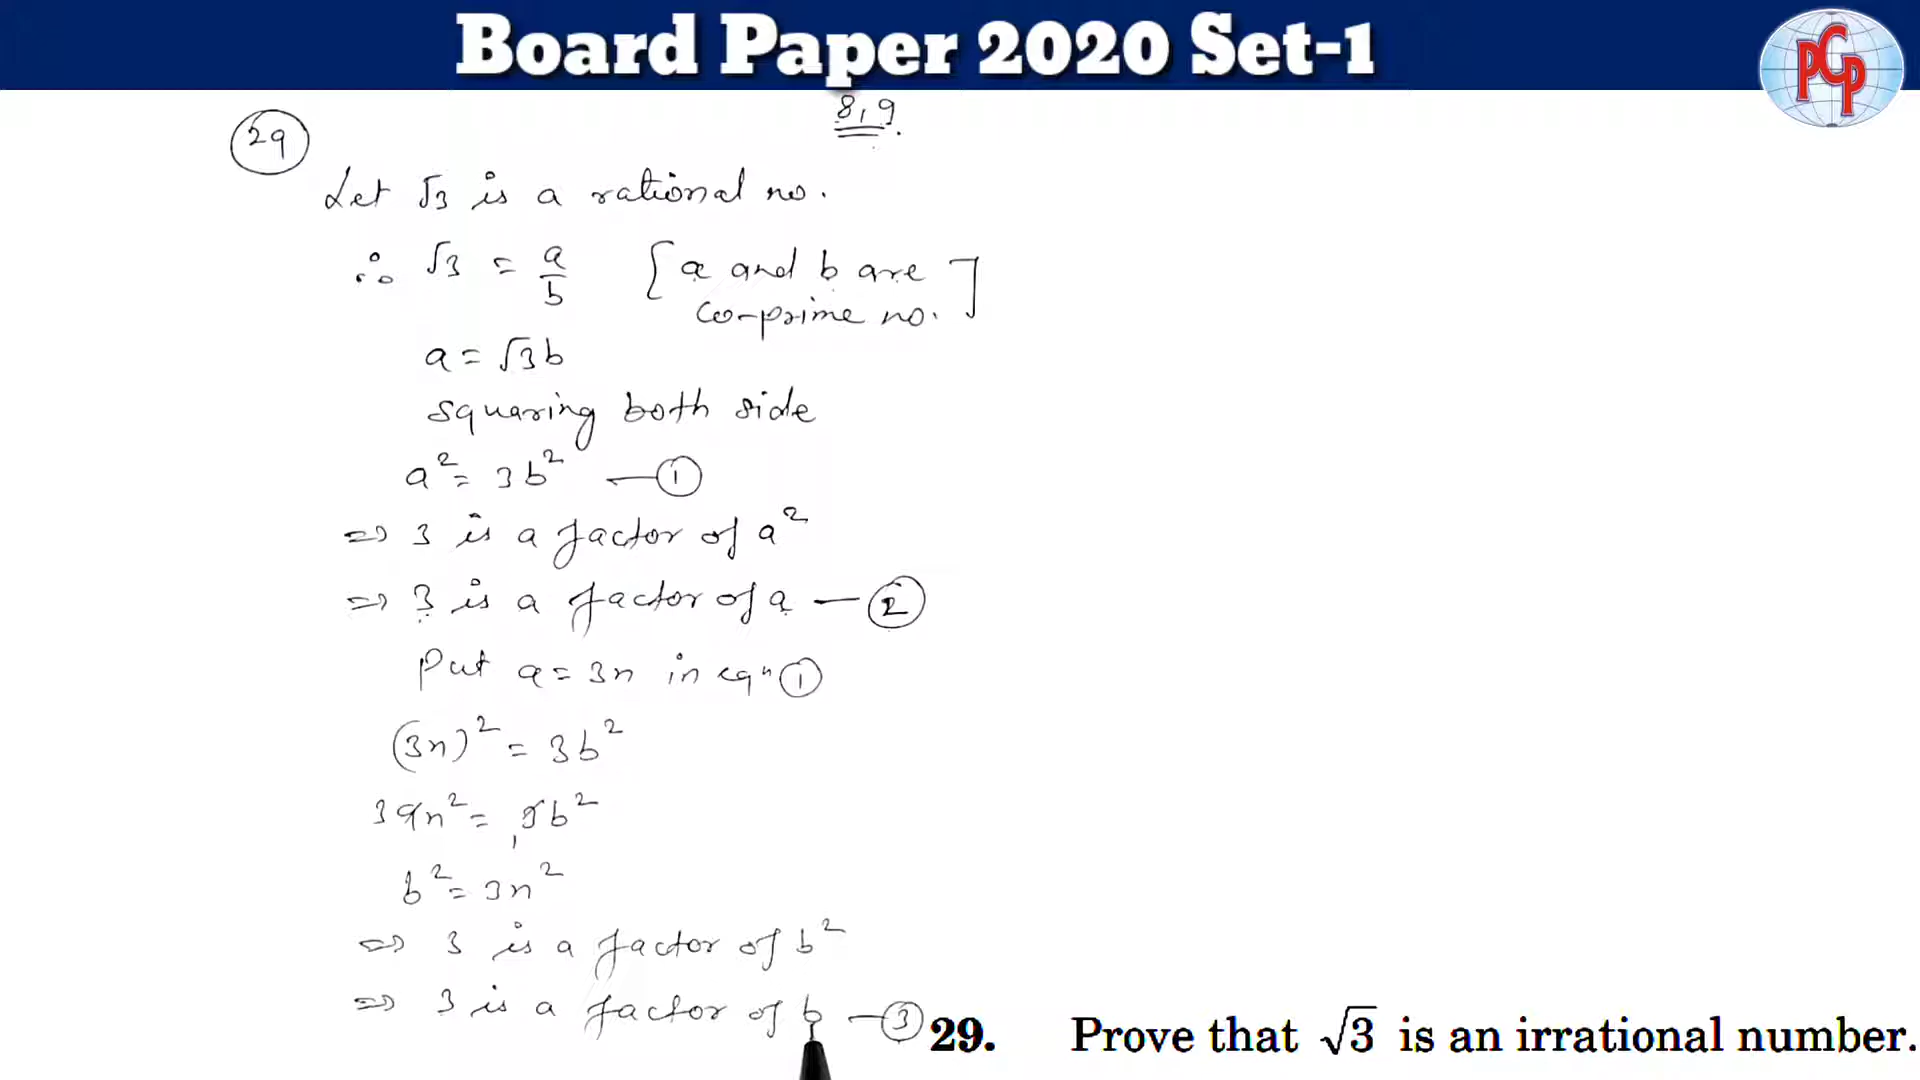 Board Paper 2020 Set-1
PCP
8, 9.
29
Let √3 is a rational no.
∴ √3 = a/b [a and b are co-prime no.]
a = √3b
squaring both side
a² = 3b² — ①
⇒ 3 is a factor of a²
⇒ 3 is a factor of a — ②
Put a = 3n in eqⁿ ①
(3n)² = 3b²
3 9n² = 3b²
b² = 3n²
⇒ 3 is a factor of b²
⇒ 3 is a factor of b — ③
29. Prove that √3 is an irrational number.